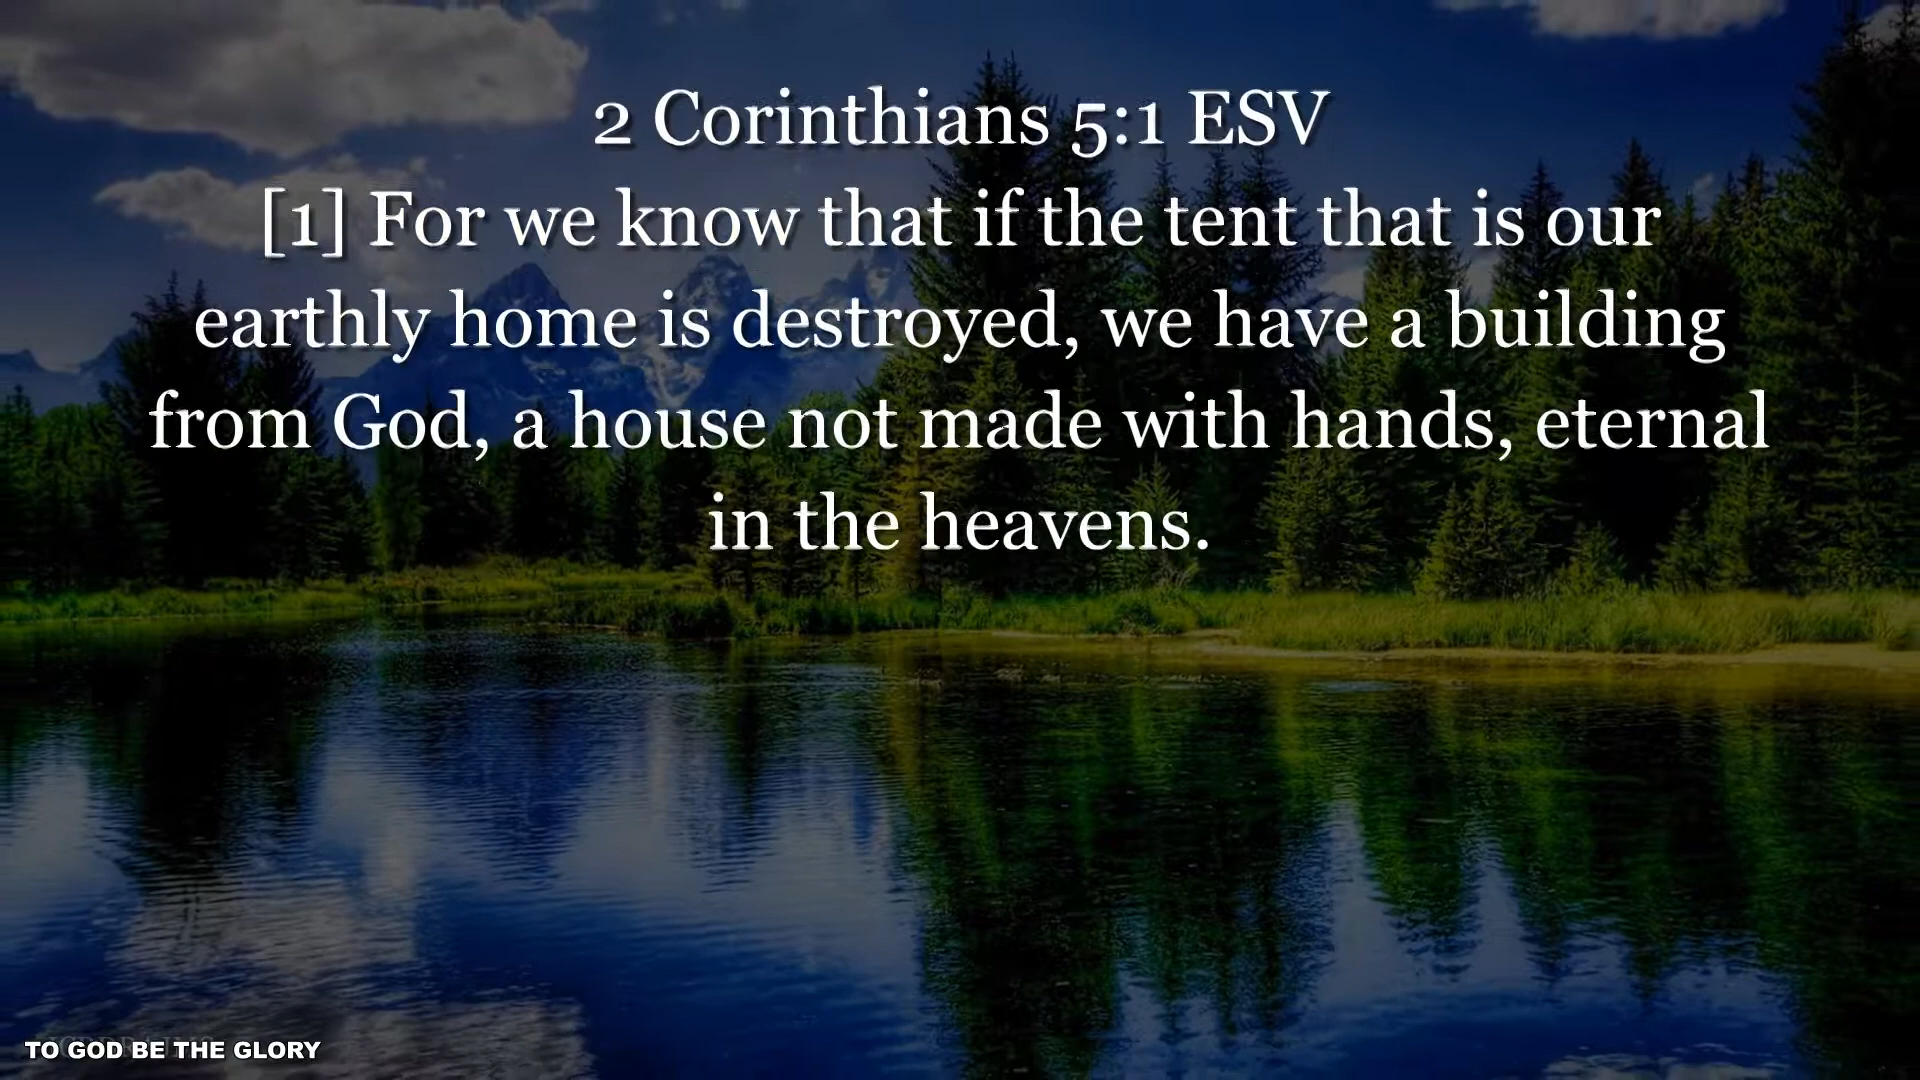 2 Corinthians 5:1 ESV
[1] For we know that if the tent that is our
earthly home is destroyed, we have a building
from God, a house not made with hands, eternal
in the heavens.
TO GOD BE THE GLORY